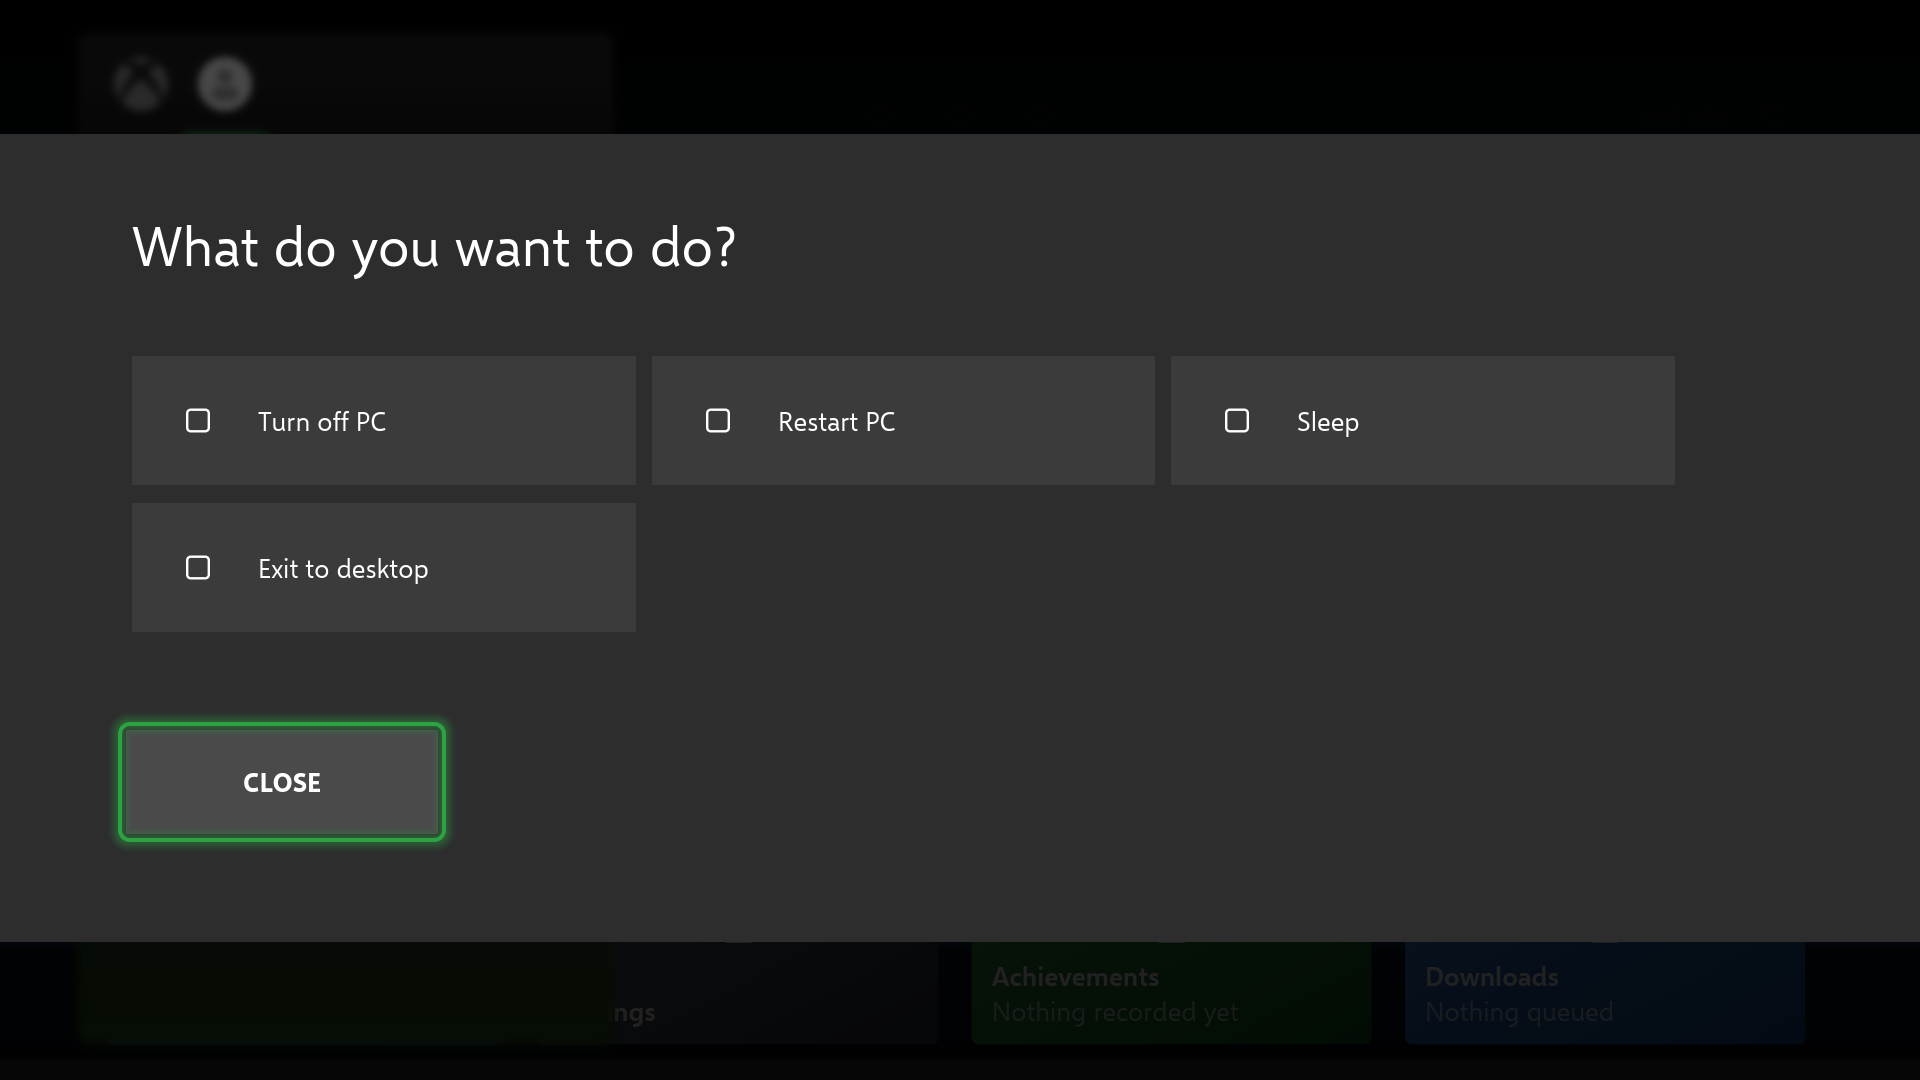 What do you want to do?
Turn off PC
Restart PC
Sleep
Exit to desktop
CLOSE
Achievements
Downloads
ngs
Nothing recorded yet
Nothing queued